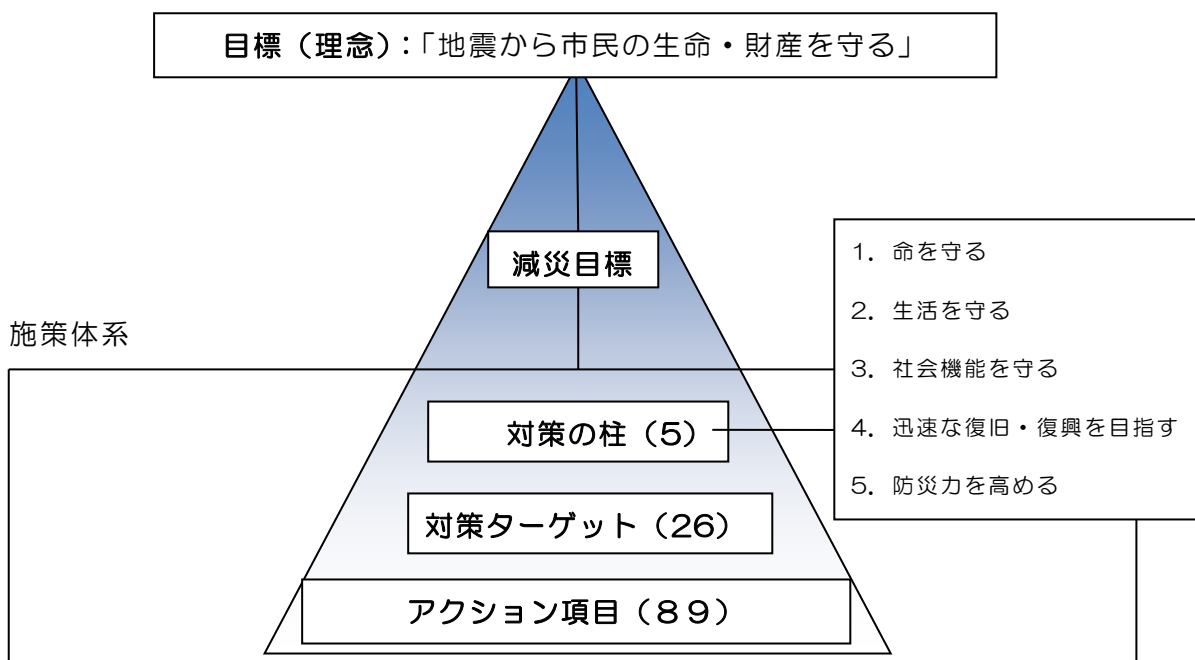 目標（理念）：「地震から市民の生命・財産を守る」
減災目標
施策体系
1．命を守る
2．生活を守る
3．社会機能を守る
4．迅速な復旧・復興を目指す
5．防災力を高める
対策の柱（5）
対策ターゲット（26）
アクション項目（８９）